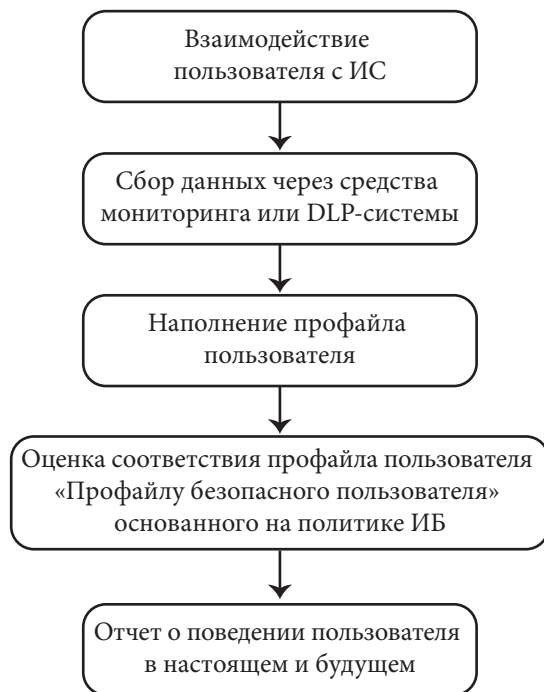 Взаимодействие
пользователя с ИС
Сбор данных через средства
мониторинга или DLP-системы
Наполнение профайла
пользователя
Оценка соответствия профайла пользователя
«Профайлу безопасного пользователя»
основанного на политике ИБ
Отчет о поведении пользователя
в настоящем и будущем